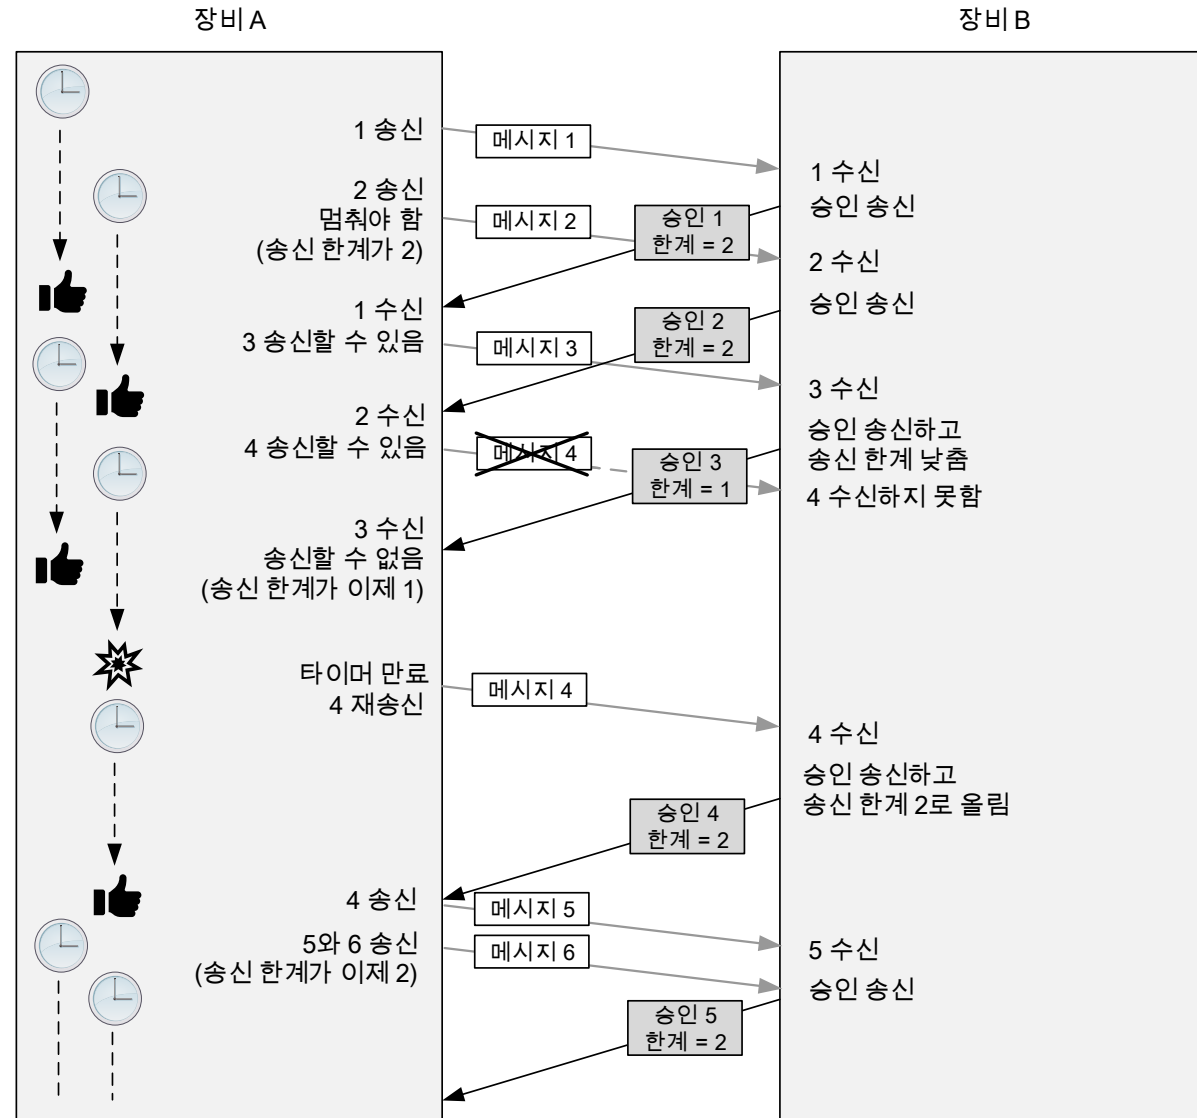 장비 A
장비 B
1 송신
메시지 1
1 수신
승인 송신
2 송신
멈춰야 함
(송신 한계가 2)
메시지 2
승인 1
한계 = 2
2 수신
승인 송신
1 수신
3 송신할 수 있음
메시지 3
승인 2
한계 = 2
3 수신
승인 송신하고
송신 한계 낮춤
2 수신
4 송신할 수 있음
메시지 4
승인 3
한계 = 1
4 수신하지 못함
3 수신
송신할 수 없음
(송신 한계가 이제 1)
타이머 만료
4 재송신
메시지 4
4 수신
승인 송신하고
송신 한계 2로 올림
승인 4
한계 = 2
4 송신
메시지 5
5와 6 송신
(송신 한계가 이제 2)
메시지 6
5 수신
승인 송신
승인 5
한계 = 2